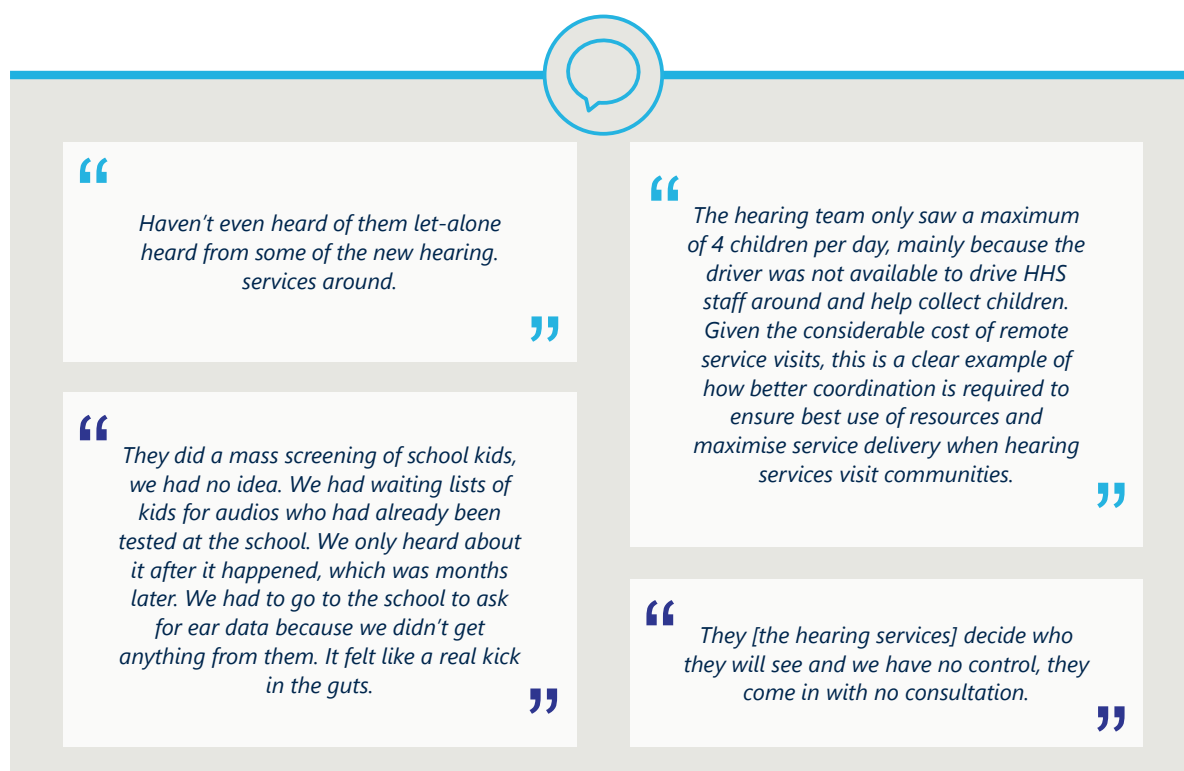 “
Haven’t even heard of them let-alone
heard from some of the new hearing.
services around.
”
“
They did a mass screening of school kids,
we had no idea. We had waiting lists of
kids for audios who had already been
tested at the school. We only heard about
it after it happened, which was months
later. We had to go to the school to ask
for ear data because we didn’t get
anything from them. It felt like a real kick
in the guts.
”
“
The hearing team only saw a maximum
of 4 children per day, mainly because the
driver was not available to drive HHS
staff around and help collect children.
Given the considerable cost of remote
service visits, this is a clear example of
how better coordination is required to
ensure best use of resources and
maximise service delivery when hearing
services visit communities.
”
“
They [the hearing services] decide who
they will see and we have no control, they
come in with no consultation.
”